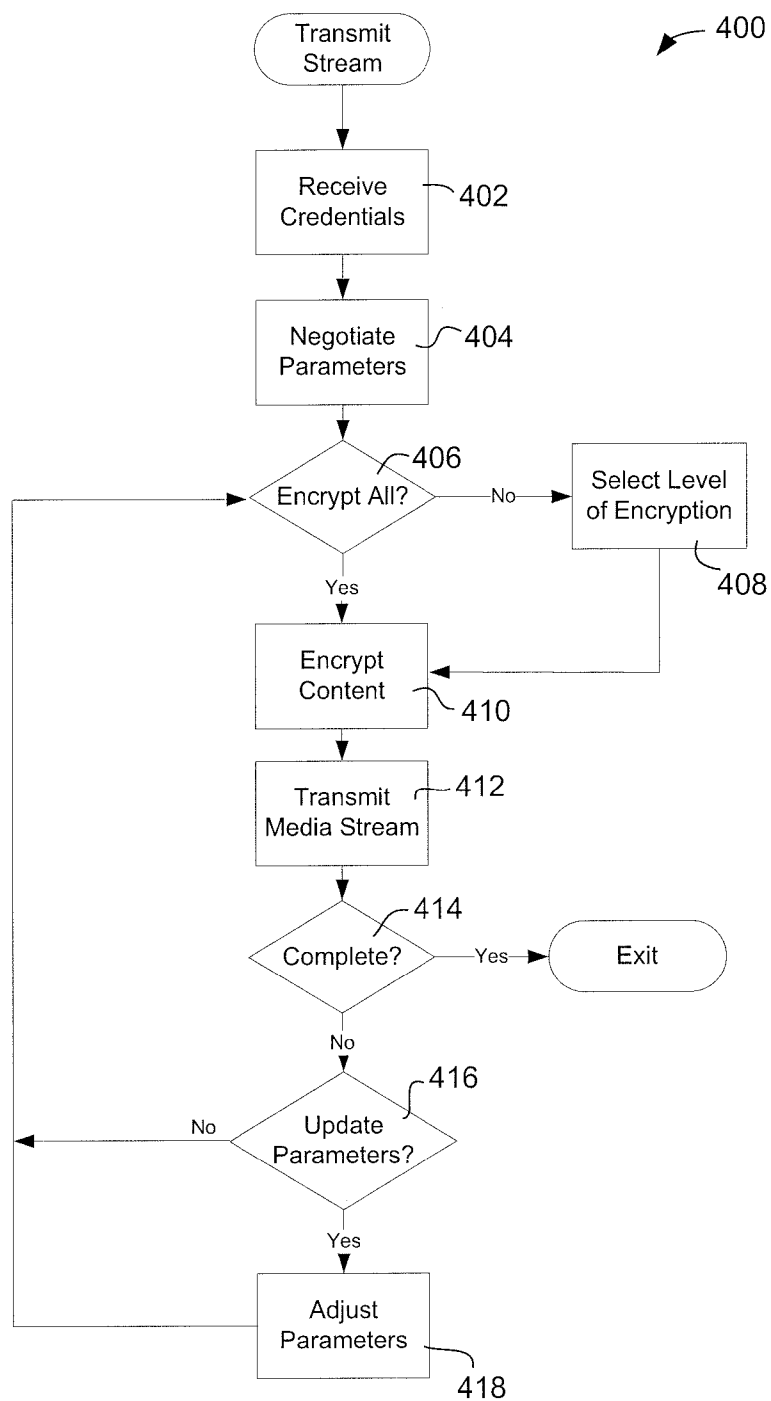 Transmit
Stream
400
Receive
Credentials
402
Negotiate
Parameters
404
406
Encrypt All?
No
Select Level
of Encryption
408
Yes
Encrypt
Content
410
Transmit
Media Stream
412
414
Complete?
Yes
Exit
No
416
Update
Parameters?
No
Yes
Adjust
Parameters
418